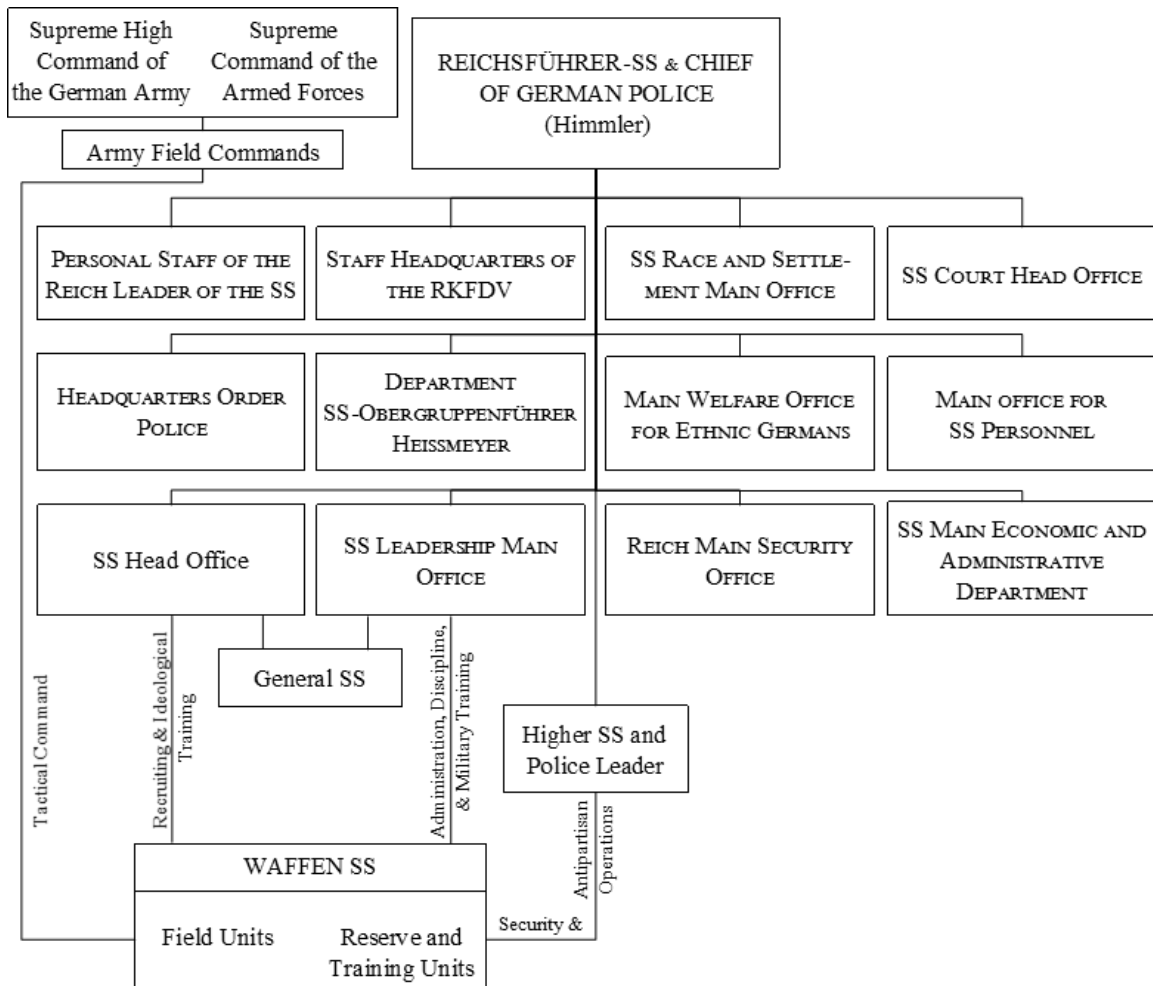 Supreme High
Command of
the German Army
Supreme
Command of the
Armed Forces
REICHSFÜHRER-SS & CHIEF
OF GERMAN POLICE
(Himmler)
Army Field Commands
PERSONAL STAFF OF THE
REICH LEADER OF THE SS
STAFF HEADQUARTERS OF
THE RKFDV
SS RACE AND SETTLE-
MENT MAIN OFFICE
SS COURT HEAD OFFICE
HEADQUARTERS ORDER
POLICE
DEPARTMENT
SS-OBERGRUPPENFÜHRER
HEISSMEYER
MAIN WELFARE OFFICE
FOR ETHNIC GERMANS
MAIN OFFICE FOR
SS PERSONNEL
SS HEAD OFFICE
SS LEADERSHIP MAIN
OFFICE
REICH MAIN SECURITY
OFFICE
SS MAIN ECONOMIC AND
ADMINISTRATIVE
DEPARTMENT
Tactical Command
Recruiting & Ideological
Training
General SS
Administration, Discipline,
& Military Training
Higher SS and
Police Leader
Antipartisan
Operations
Security &
WAFFEN SS
Field Units
Reserve and
Training Units